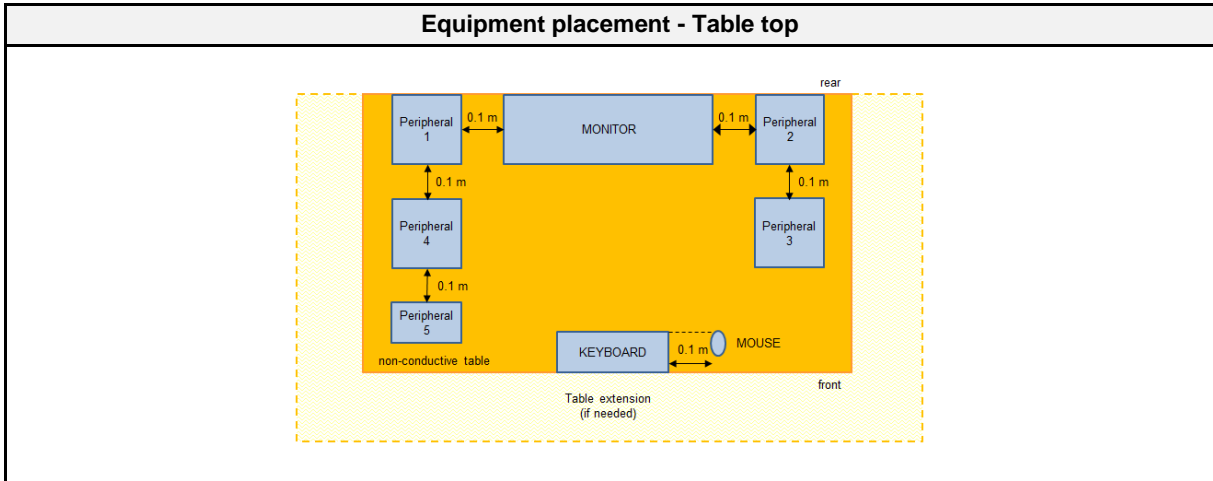 Equipment placement - Table top
rear
Peripheral
1
0.1 m
MONITOR
0.1 m
Peripheral
2
0.1 m
0.1 m
Peripheral
4
Peripheral
3
0.1 m
Peripheral
5
KEYBOARD
0.1 m
MOUSE
non-conductive table
front
Table extension
(if needed)